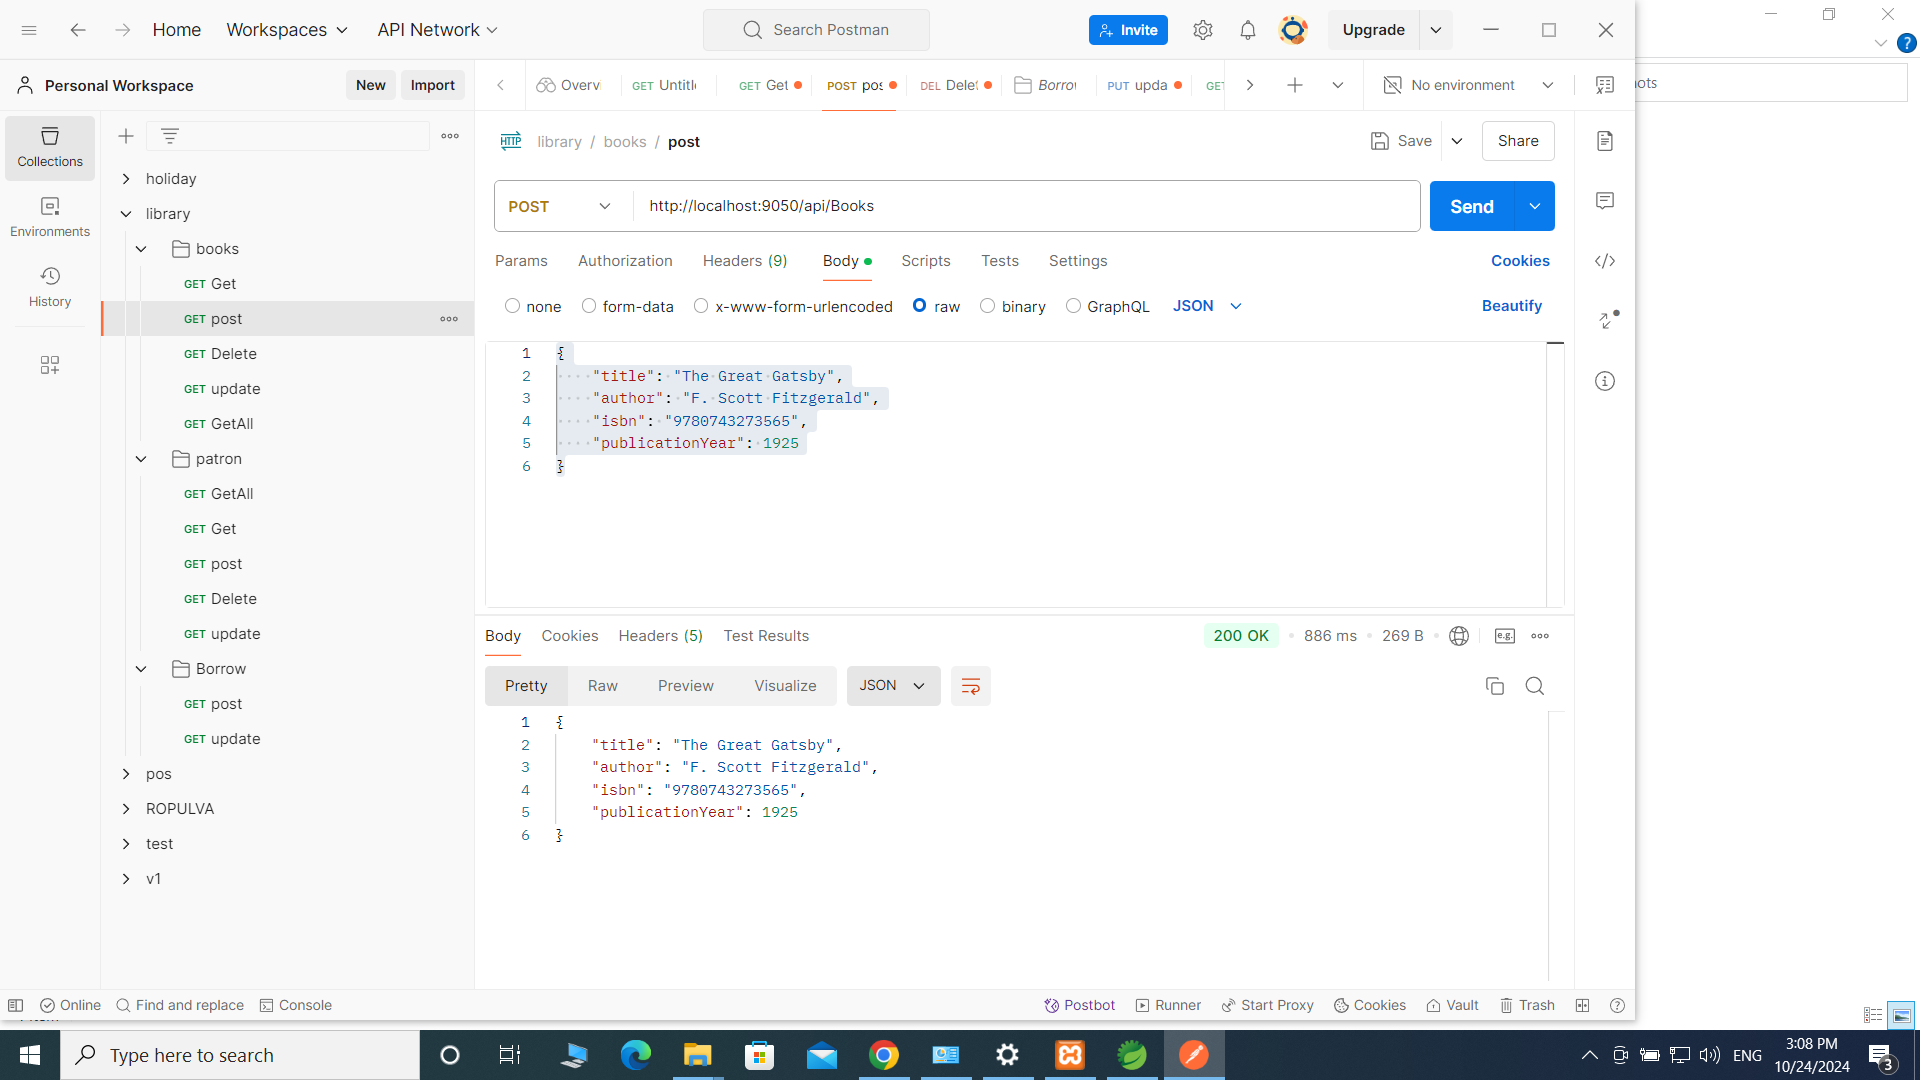 Home
Workspaces
API Network
Search Postman
Invite
Upgrade
Personal Workspace
New
Import
Overv
GET Untitl
GET Get
POST pos
DEL Delet
Borrow
PUT upda
GET
No environment
ots
Collections
Environments
History
holiday
library
books
GET Get
GET post
GET Delete
GET update
GET GetAll
patron
GET GetAll
GET Get
GET post
GET Delete
GET update
Borrow
GET post
GET update
pos
ROPULVA
test
v1
HTTP library / books / post
Save
Share
POST
http://localhost:9050/api/Books
Send
Params
Authorization
Headers (9)
Body
Scripts
Tests
Settings
Cookies
none
form-data
x-www-form-urlencoded
raw
binary
GraphQL
JSON
Beautify
1 {
2 "title": "The Great Gatsby",
3 "author": "F. Scott Fitzgerald",
4 "isbn": "9780743273565",
5 "publicationYear": 1925
6 }
Body
Cookies
Headers (5)
Test Results
200 OK
886 ms
269 B
e.g.
Pretty
Raw
Preview
Visualize
JSON
1 {
2 "title": "The Great Gatsby",
3 "author": "F. Scott Fitzgerald",
4 "isbn": "9780743273565",
5 "publicationYear": 1925
6 }
Online
Find and replace
Console
Postbot
Runner
Start Proxy
Cookies
Vault
Trash
Type here to search
ENG
3:08 PM
10/24/2024
3